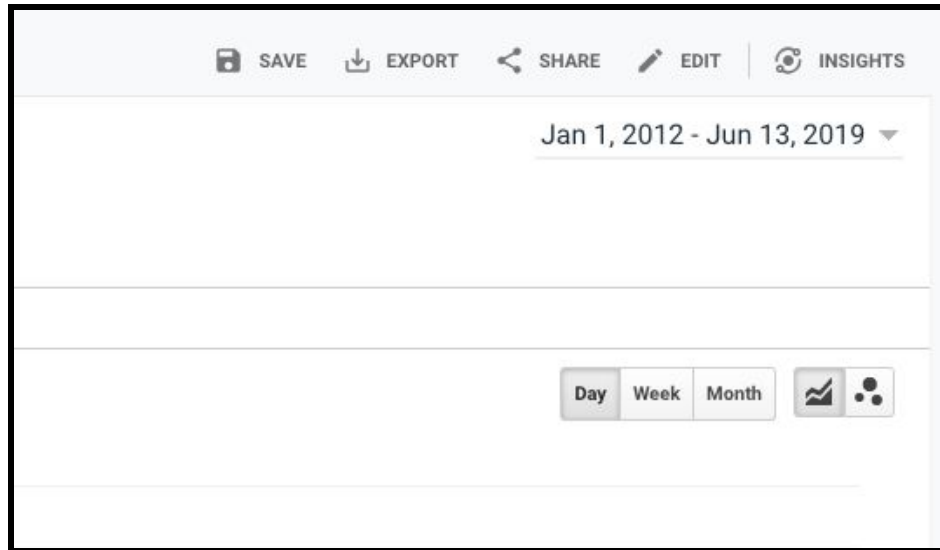 SAVE EXPORT SHARE EDIT INSIGHTS
Jan 1, 2012 - Jun 13, 2019
Day Week Month